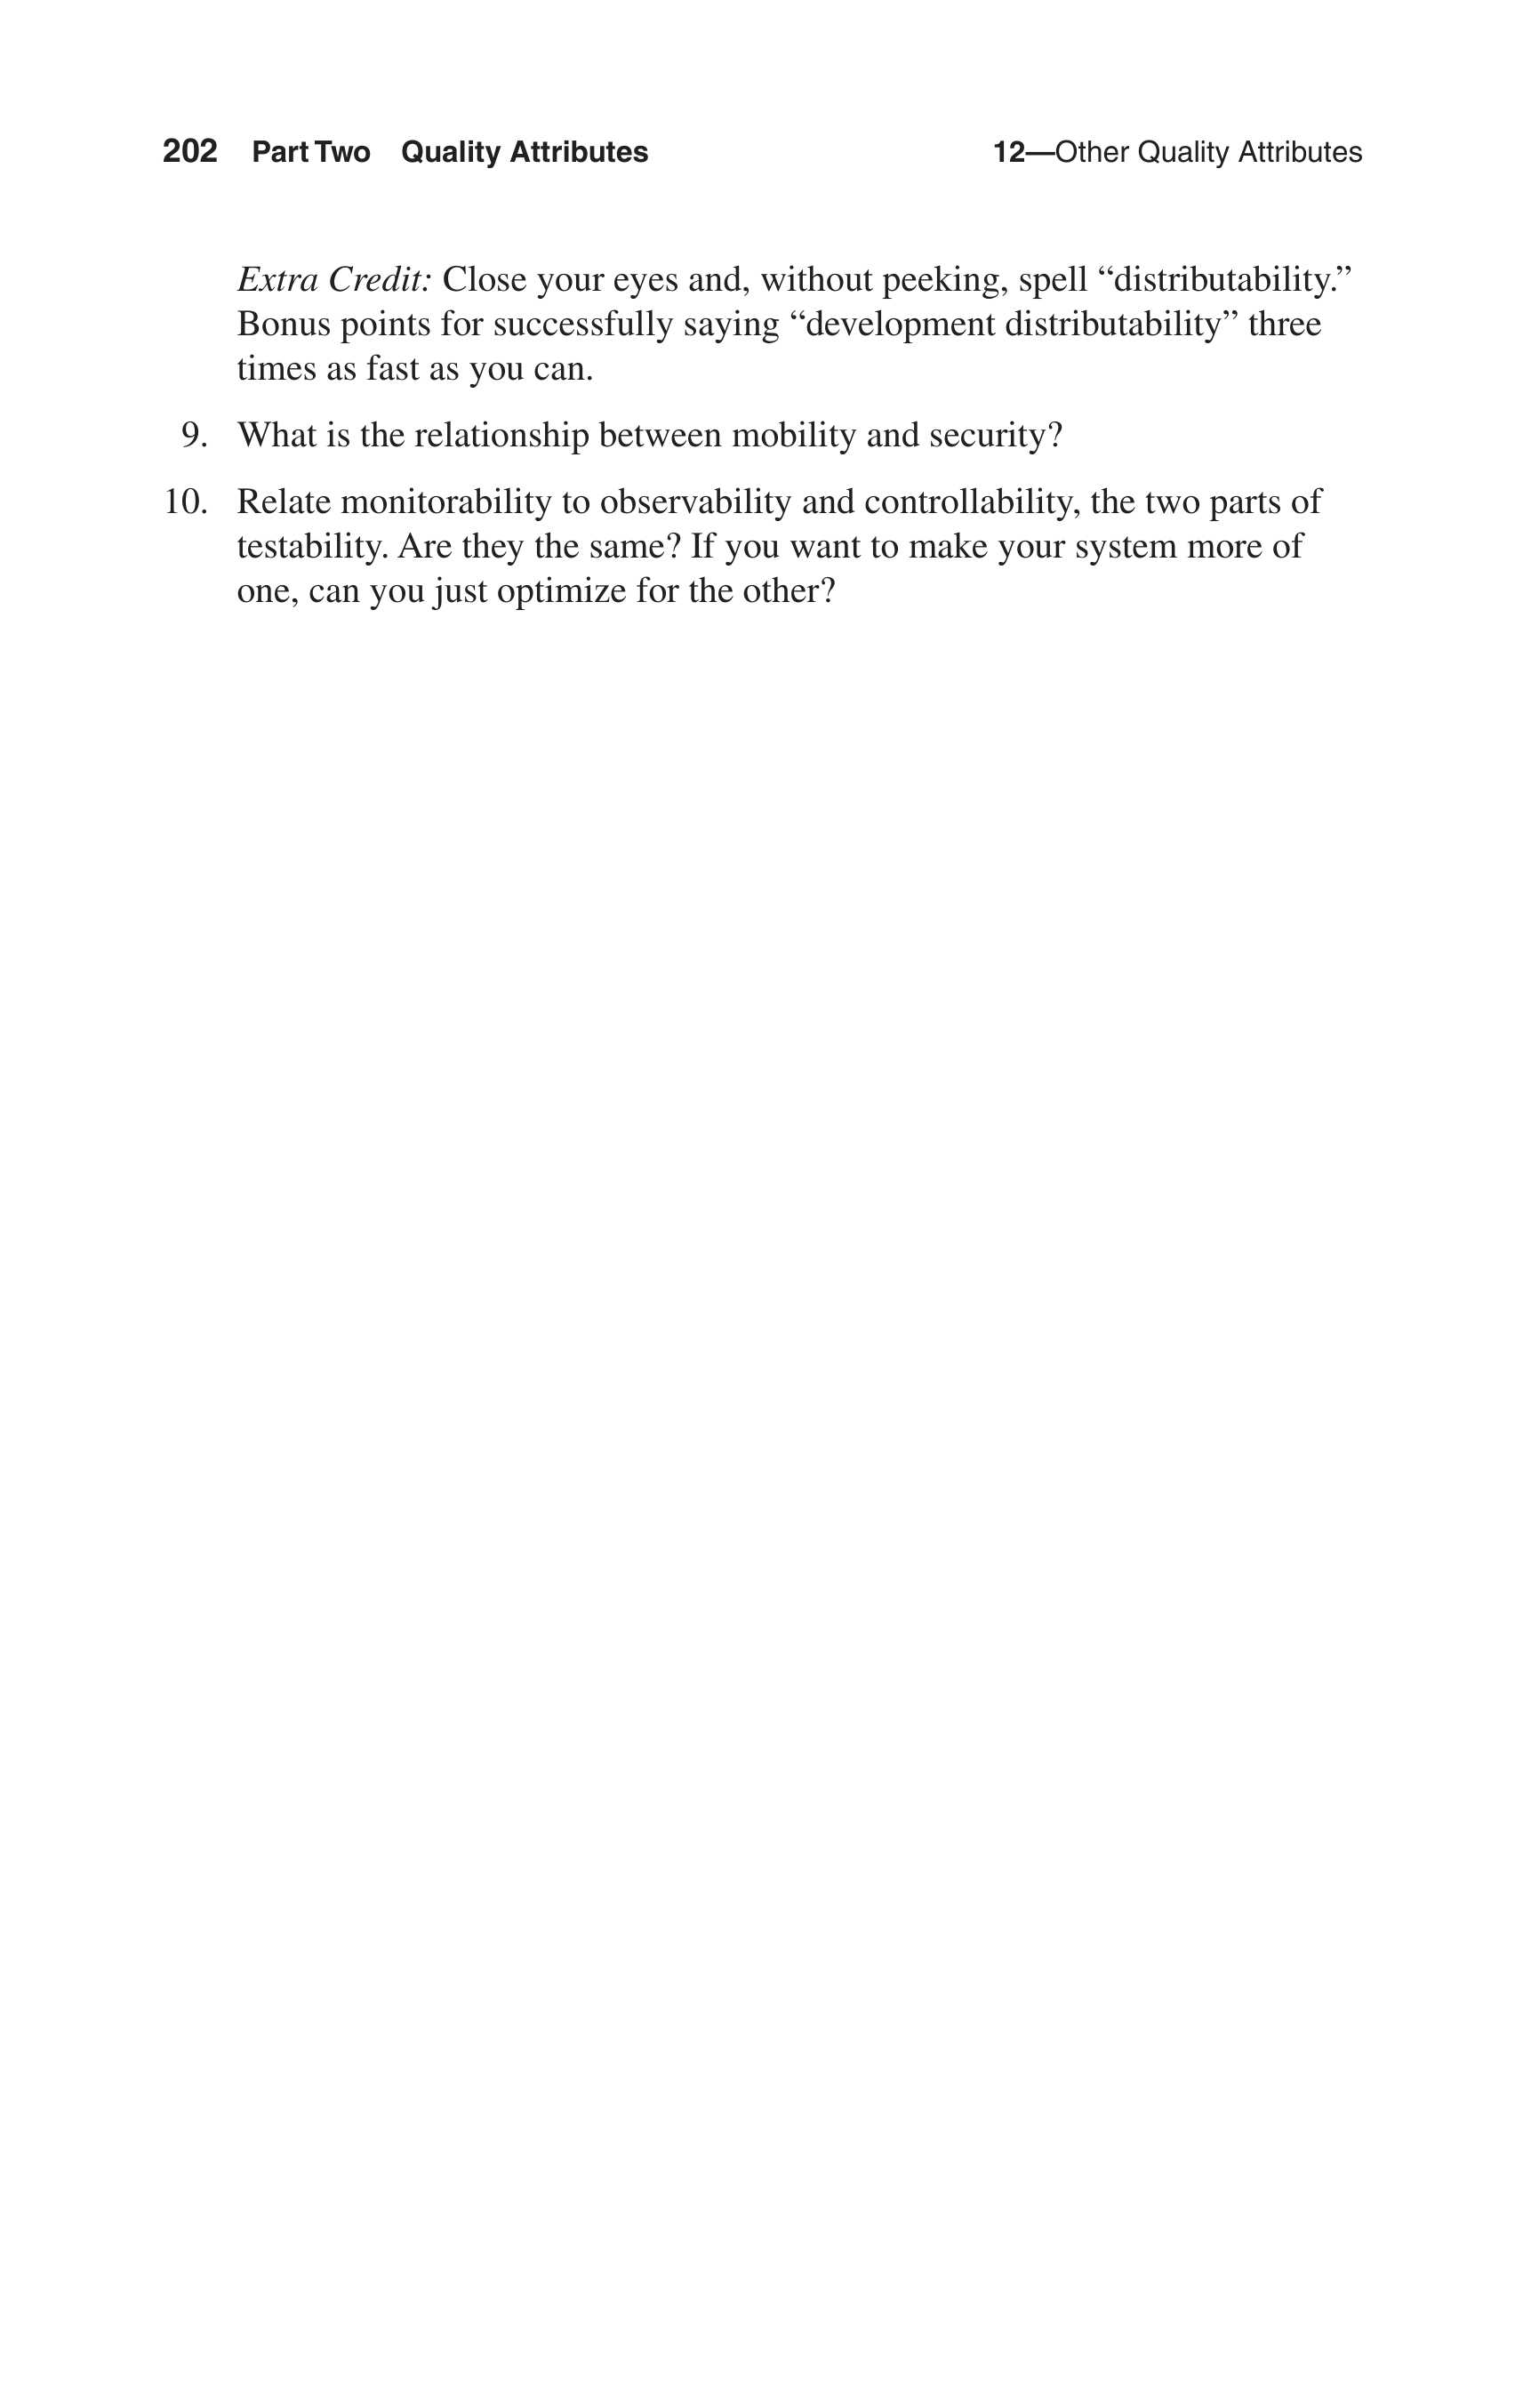 202 Part Two Quality Attributes 12—Other Quality Attributes
Extra Credit: Close your eyes and, without peeking, spell “distributability.”
Bonus points for successfully saying “development distributability” three
times as fast as you can.
9. What is the relationship between mobility and security?
10. Relate monitorability to observability and controllability, the two parts of
testability. Are they the same? If you want to make your system more of
one, can you just optimize for the other?